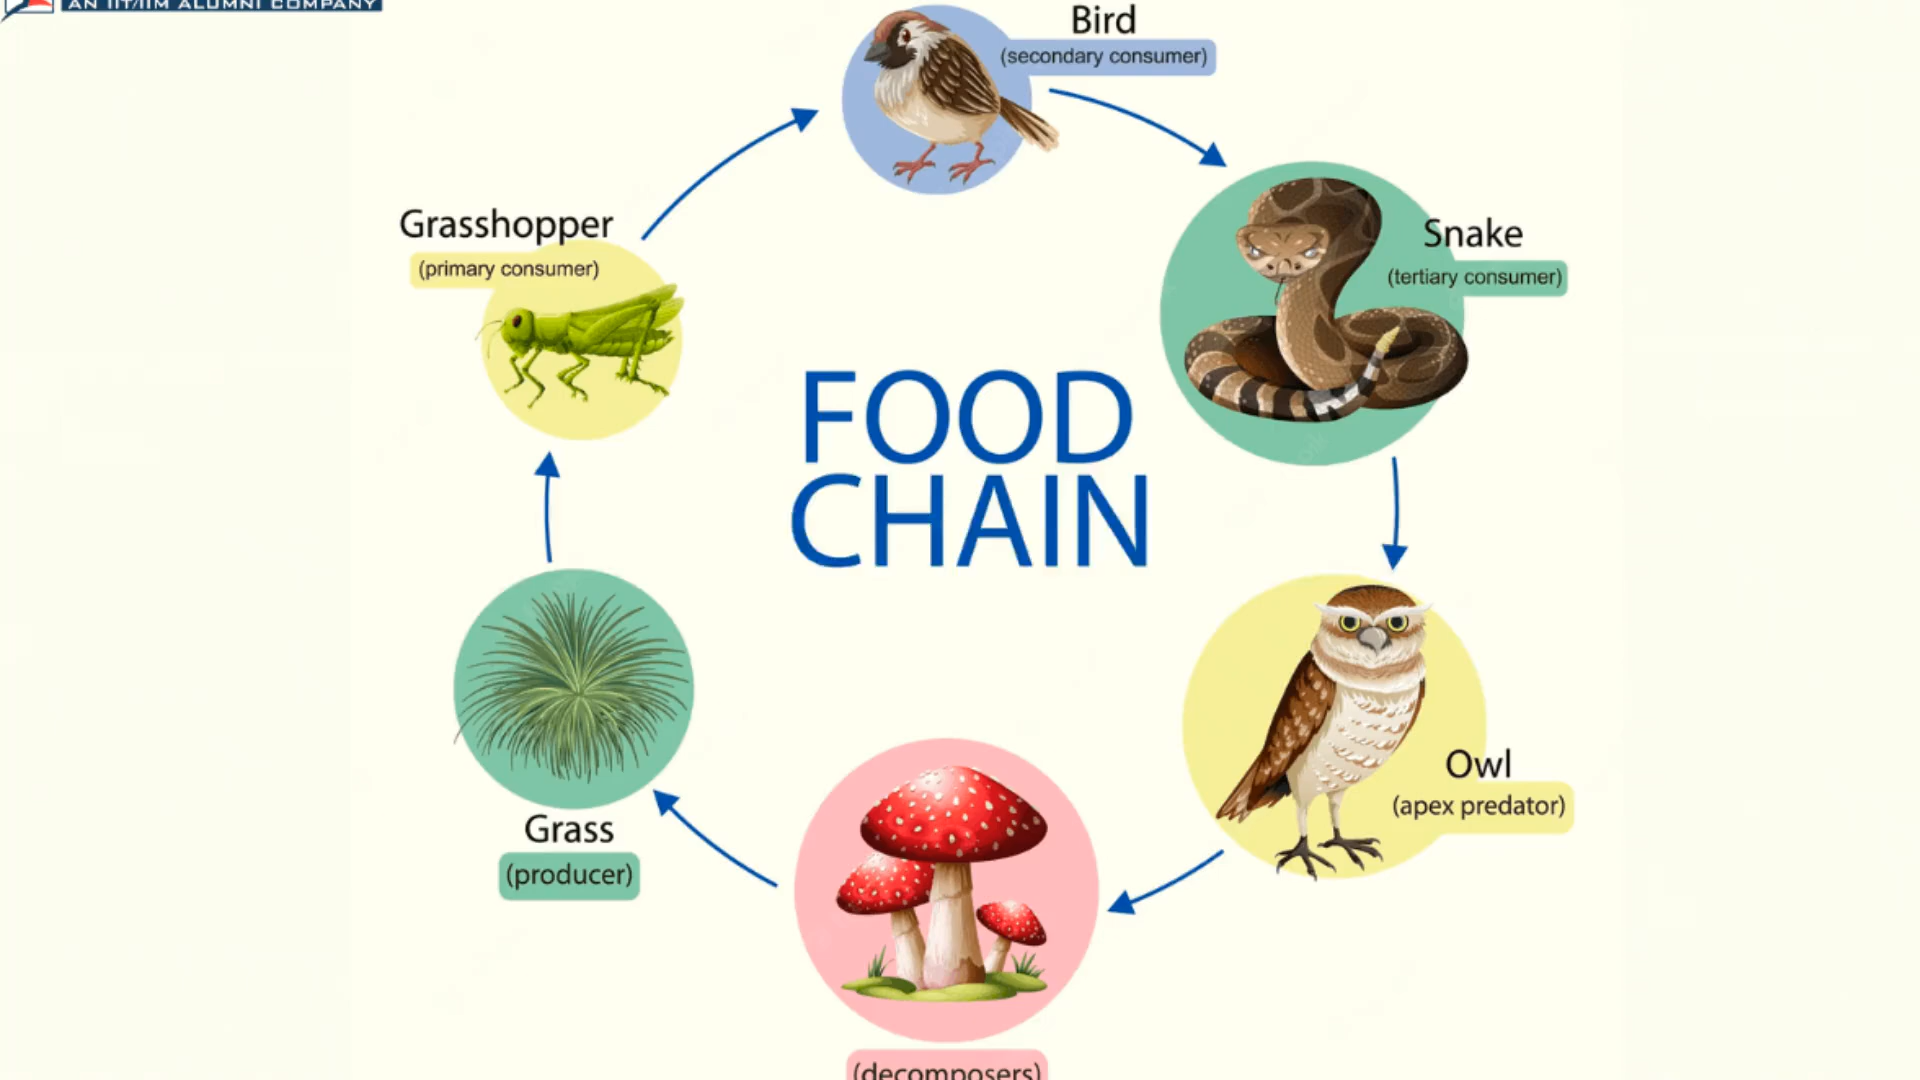 AN IIT/IIM ALUMNI COMPANY
Bird
(secondary consumer)
Grasshopper
(primary consumer)
Snake
(tertiary consumer)
FOOD
CHAIN
Owl
(apex predator)
Grass
(producer)
(decomposers)